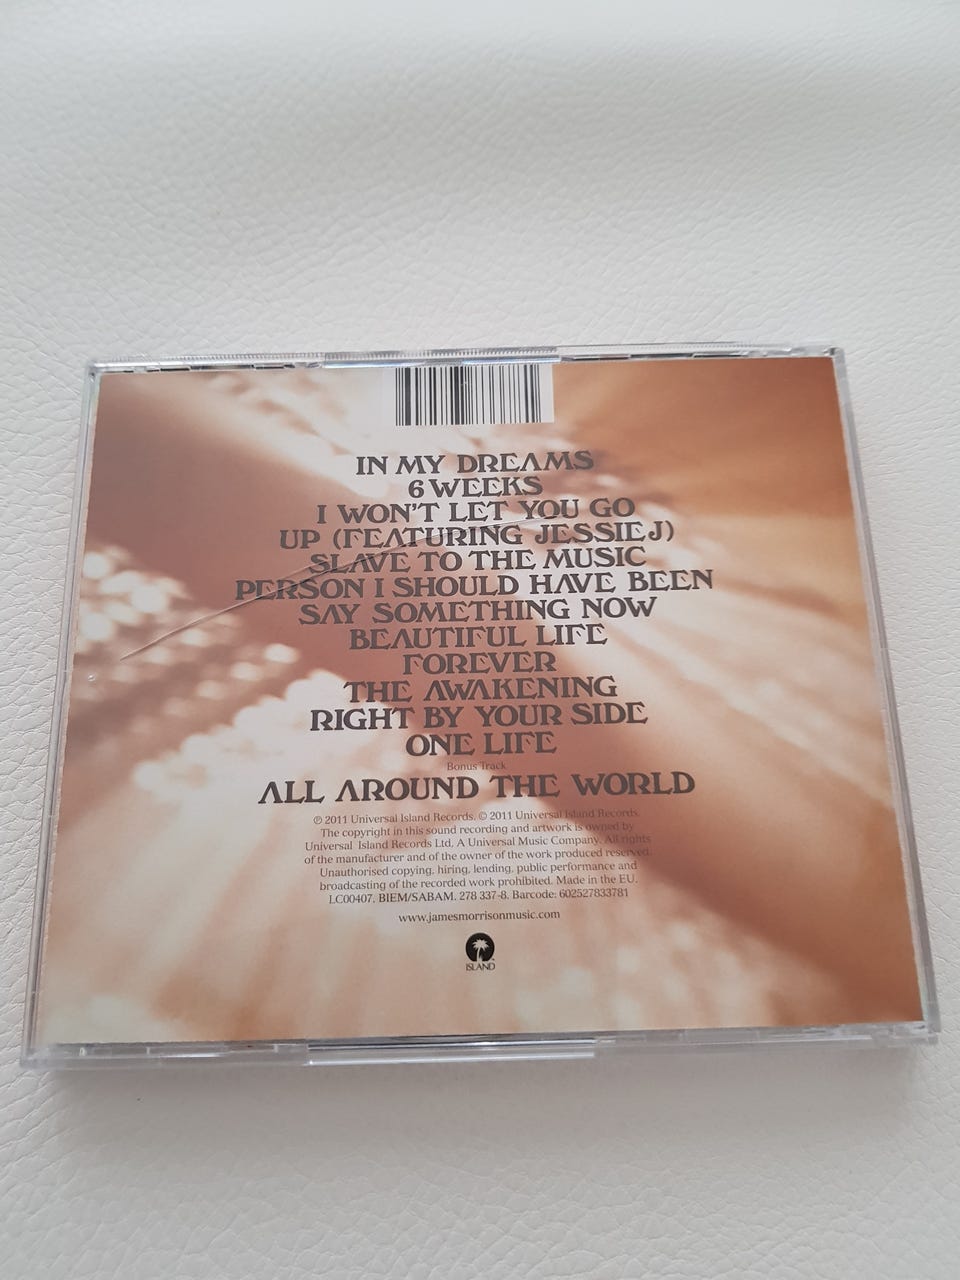 IN MY DREAMS
6 WEEKS
I WON'T LET YOU GO
UP (FEATURING JESSIE J)
SLAVE TO THE MUSIC
PERSON I SHOULD HAVE BEEN
SAY SOMETHING NOW
BEAUTIFUL LIFE
FOREVER
THE AWAKENING
RIGHT BY YOUR SIDE
ONE LIFE
Bonus Track
ALL AROUND THE WORLD
℗ 2011 Universal Island Records. © 2011 Universal Island Records.
The copyright in this sound recording and artwork is owned by
Universal Island Records Ltd. A Universal Music Company. All rights
of the manufacturer and of the owner of the work produced reserved.
Unauthorised copying, hiring, lending, public performance and
broadcasting of the recorded work prohibited. Made in the EU.
LC00407. BIEM/SABAM. 278 337-8. Barcode: 602527833781
www.jamesmorrisonmusic.com
ISLAND